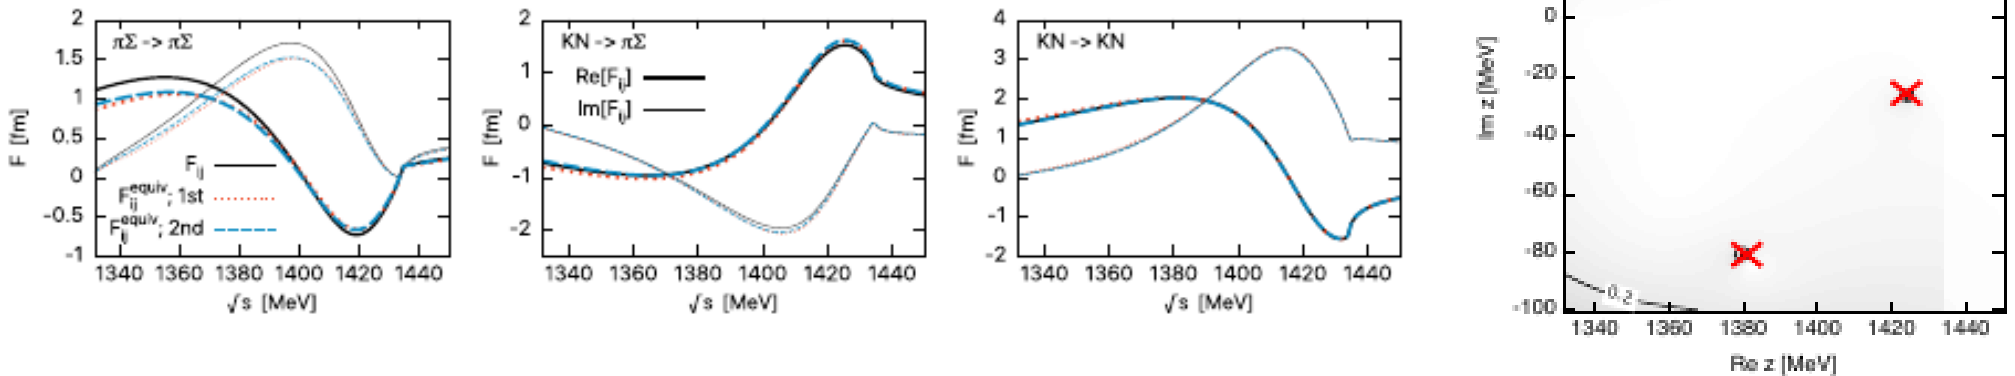 πΣ -> πΣ
2
1.5
1
0.5
0
-0.5
-1
F [fm]
F_ij
F_ij^equiv; 1st
F_ij^equiv; 2nd
1340 1360 1380 1400 1420 1440
√s [MeV]
KN -> πΣ
2
1
0
-1
-2
F [fm]
Re[F_ij]
Im[F_ij]
1340 1360 1380 1400 1420 1440
√s [MeV]
KN -> KN
4
3
2
1
0
-1
-2
F [fm]
1340 1360 1380 1400 1420 1440
√s [MeV]
0
-20
-40
-60
-80
-100
Im z [MeV]
0.2
1340 1360 1380 1400 1420 1440
Re z [MeV]